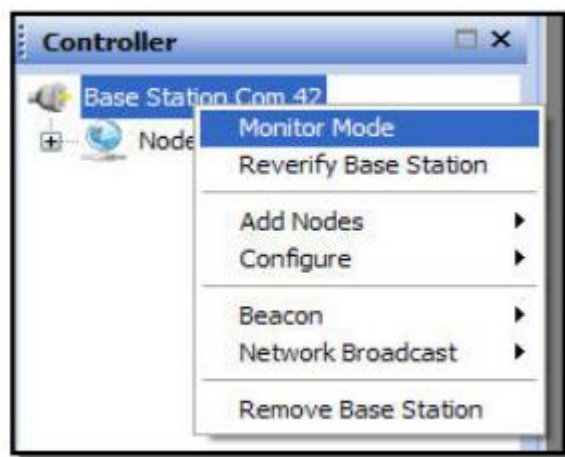 Controller
Base Station Com 42
Node
Monitor Mode
Reverify Base Station
Add Nodes
Configure
Beacon
Network Broadcast
Remove Base Station